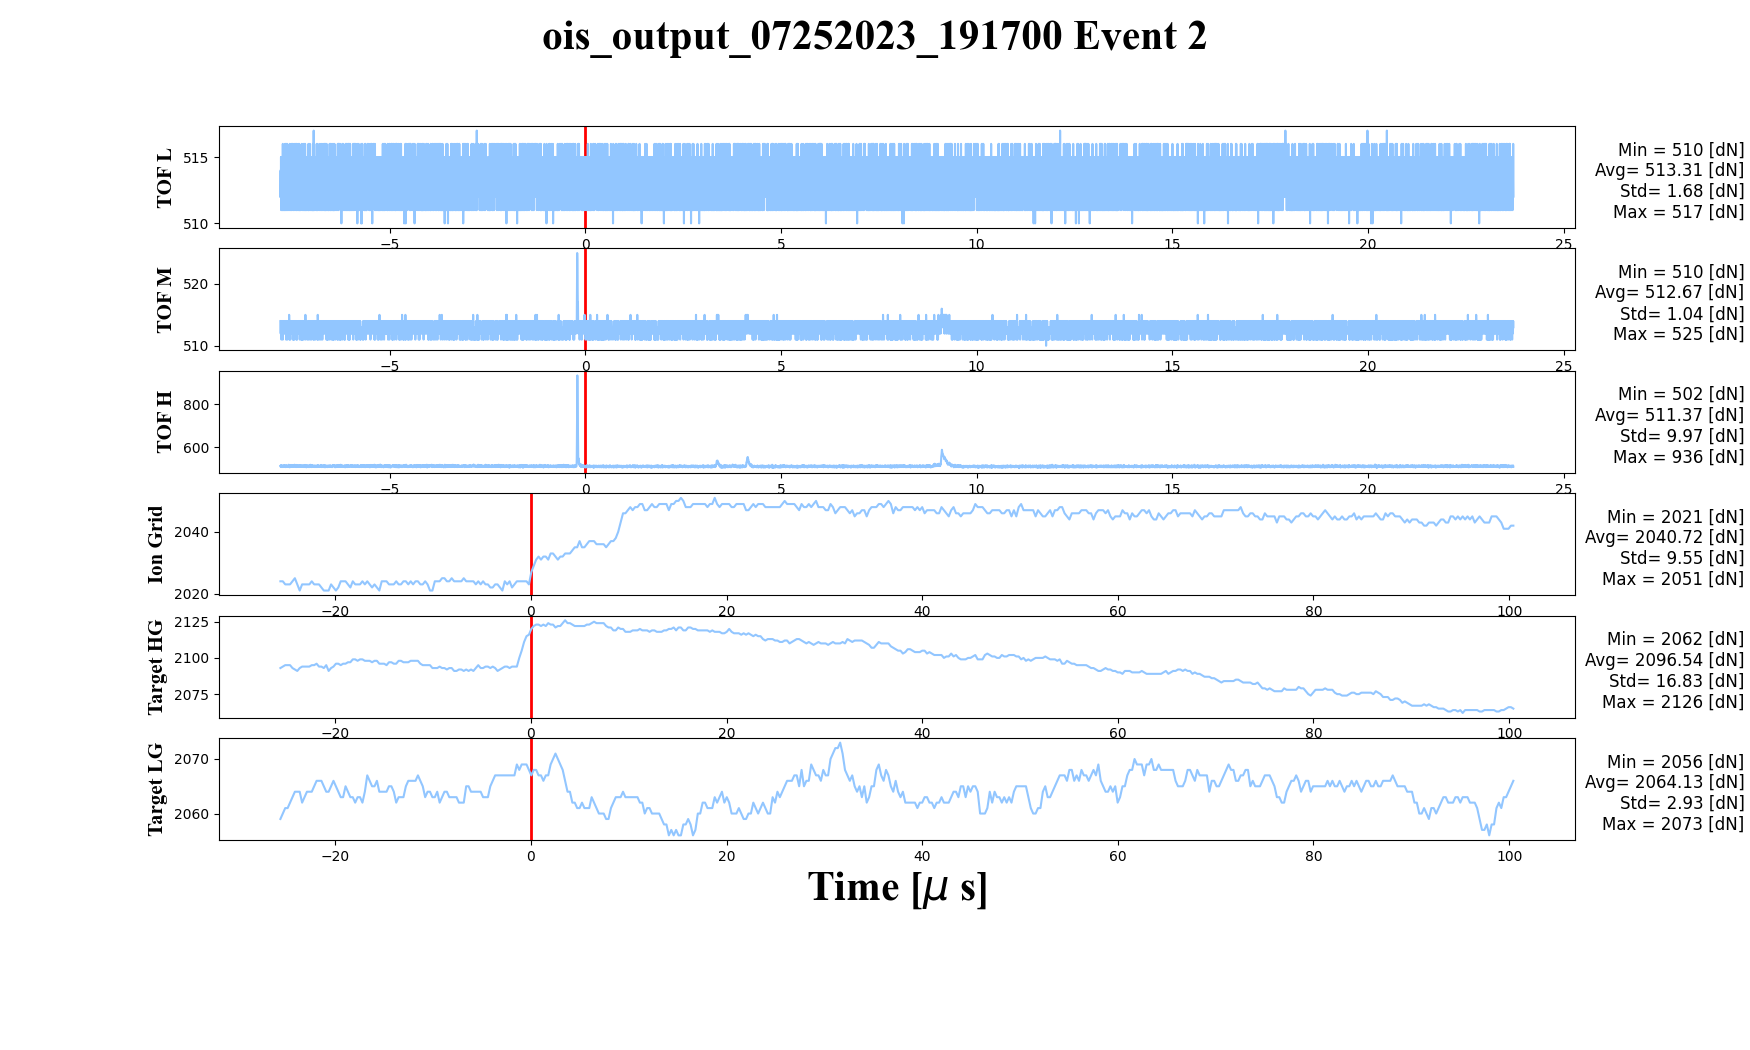 ois_output_07252023_191700 Event 2
TOF L
515
510
−5
0
5
10
15
20
25
Min = 510 [dN]
Avg= 513.31 [dN]
Std= 1.68 [dN]
Max = 517 [dN]
TOF M
520
510
−5
0
5
10
15
20
25
Min = 510 [dN]
Avg= 512.67 [dN]
Std= 1.04 [dN]
Max = 525 [dN]
TOF H
800
600
−5
0
5
10
15
20
25
Min = 502 [dN]
Avg= 511.37 [dN]
Std= 9.97 [dN]
Max = 936 [dN]
Ion Grid
2040
2020
−20
0
20
40
60
80
100
Min = 2021 [dN]
Avg= 2040.72 [dN]
Std= 9.55 [dN]
Max = 2051 [dN]
Target HG
2125
2100
2075
−20
0
20
40
60
80
100
Min = 2062 [dN]
Avg= 2096.54 [dN]
Std= 16.83 [dN]
Max = 2126 [dN]
Target LG
2070
2060
−20
0
20
40
60
80
100
Min = 2056 [dN]
Avg= 2064.13 [dN]
Std= 2.93 [dN]
Max = 2073 [dN]
Time [μ s]